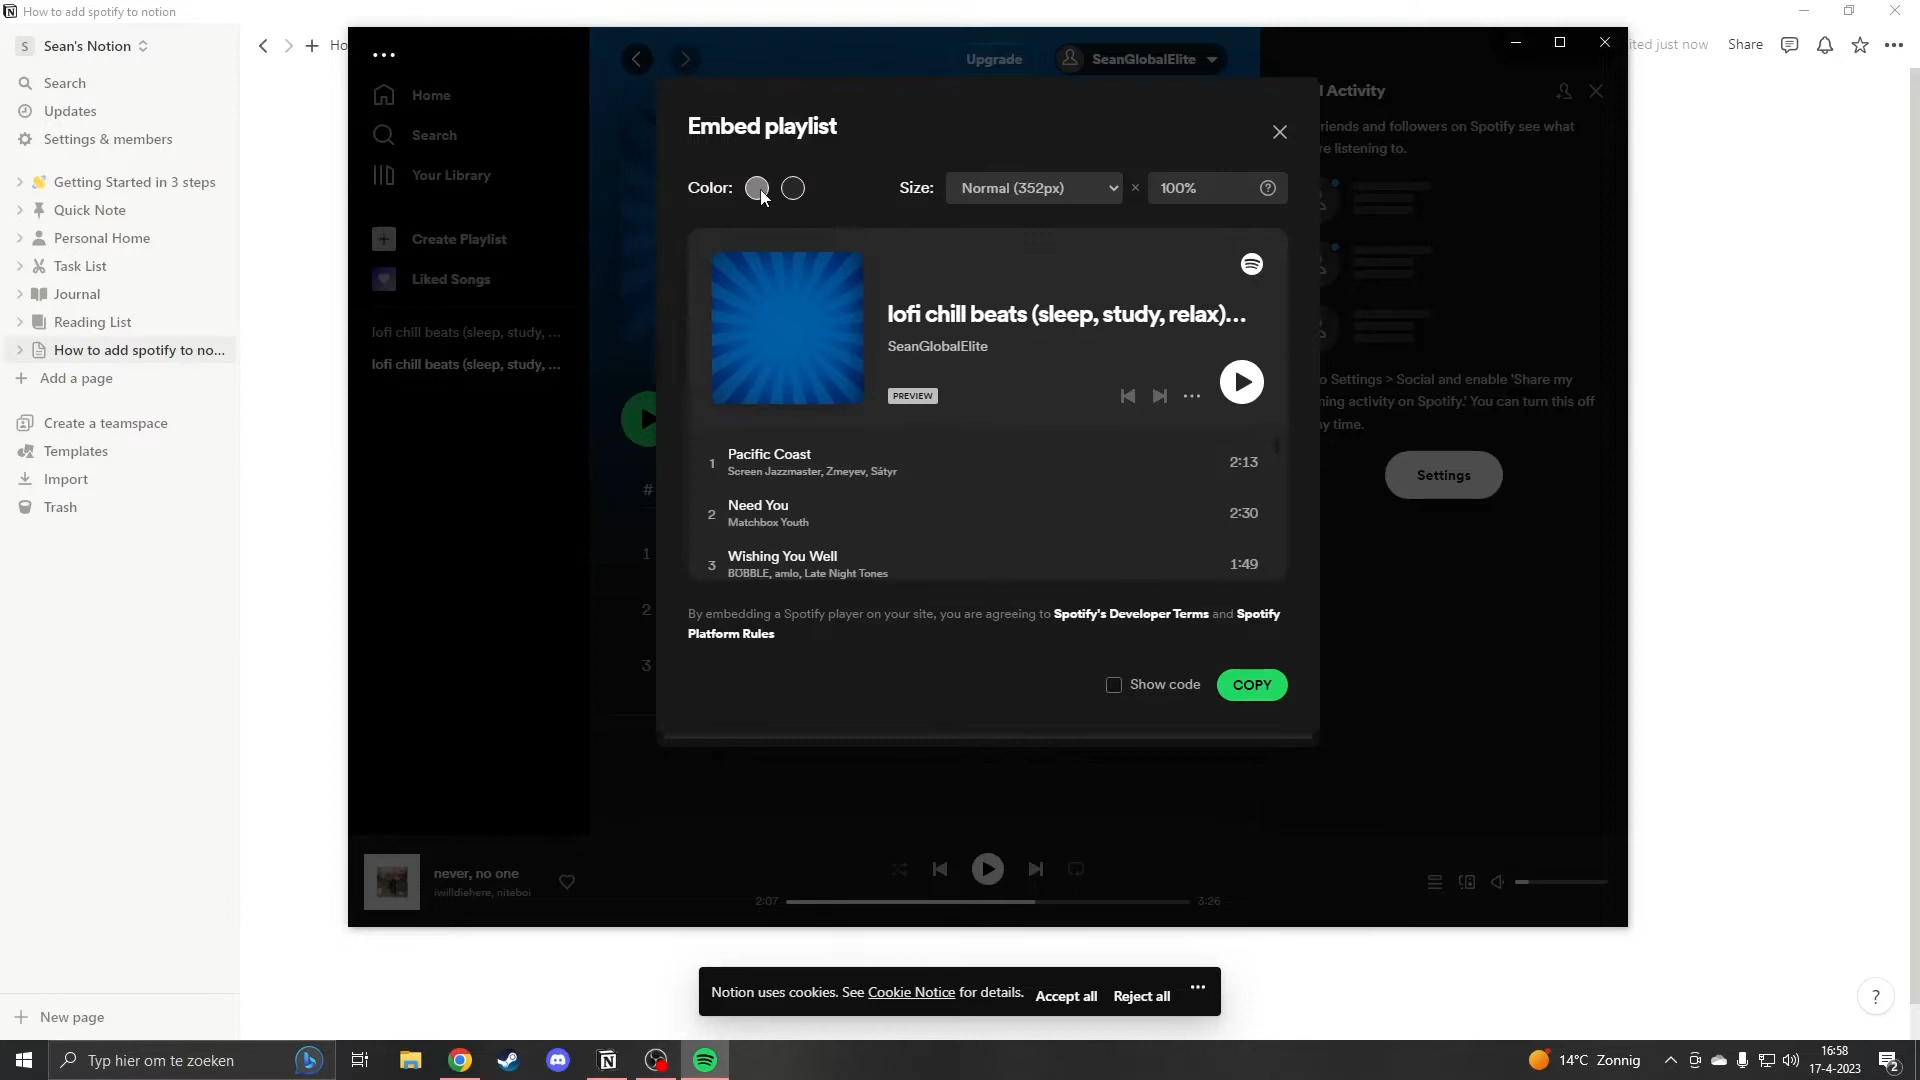 How to add spotify to notion
S Sean's Notion
Search
Updates
Settings & members
Getting Started in 3 steps
Quick Note
Personal Home
Task List
Journal
Reading List
How to add spotify to no...
Add a page
Create a teamspace
Templates
Import
Trash
New page
Ho
ited just now
Share
Home
Search
Your Library
Create Playlist
Liked Songs
lofi chill beats (sleep, study, ...
lofi chill beats (sleep, study, ...
Upgrade
SeanGlobalElite
Embed playlist
Color:
Size:
Normal (352px)
×
100%
lofi chill beats (sleep, study, relax)...
SeanGlobalElite
PREVIEW
1
Pacific Coast
Screen Jazzmaster, Zmeyev, Såtyr
2:13
2
Need You
Matchbox Youth
2:30
3
Wishing You Well
BÜBBLE, amlo, Late Night Tones
1:49
By embedding a Spotify player on your site, you are agreeing to Spotify's Developer Terms and Spotify
Platform Rules
Show code
COPY
#
1
2
3
l Activity
riends and followers on Spotify see what
re listening to.
o Settings > Social and enable 'Share my
ning activity on Spotify.' You can turn this off
y time.
Settings
never, no one
iwilldiehere, niteboi
2:07
3:26
Notion uses cookies. See Cookie Notice for details.
Accept all
Reject all
?
Typ hier om te zoeken
14°C Zonnig
16:58
17-4-2023
2